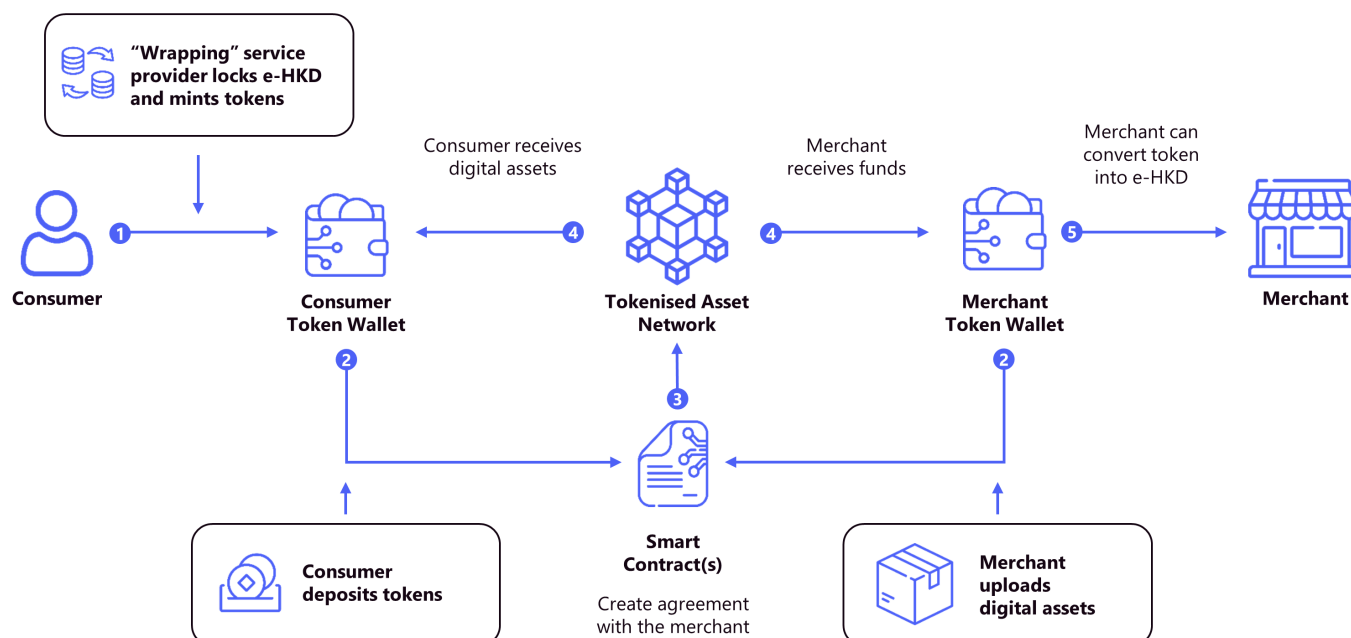 “Wrapping” service
provider locks e-HKD
and mints tokens
Consumer receives
digital assets
Merchant
receives funds
Merchant can
convert token
into e-HKD
1
4
4
5
Consumer
Consumer
Token Wallet
Tokenised Asset
Network
Merchant
Token Wallet
Merchant
2
2
3
Smart
Contract(s)
Create agreement
with the merchant
Consumer
deposits tokens
Merchant
uploads
digital assets